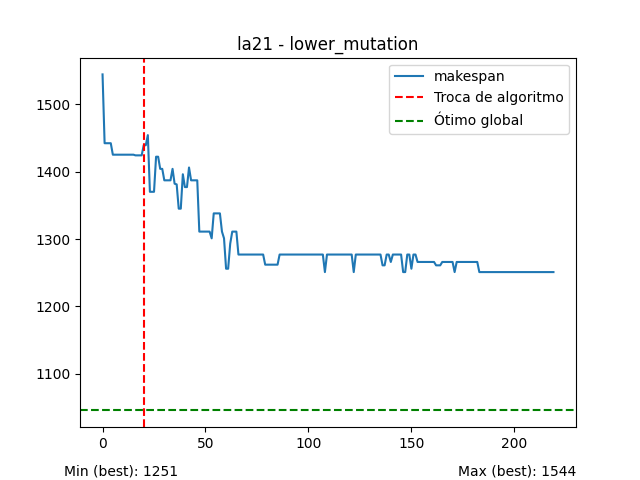 la21 - lower_mutation
makespan
Troca de algoritmo
Ótimo global
1500
1400
1300
1200
1100
0 50 100 150 200
Min (best): 1251 Max (best): 1544